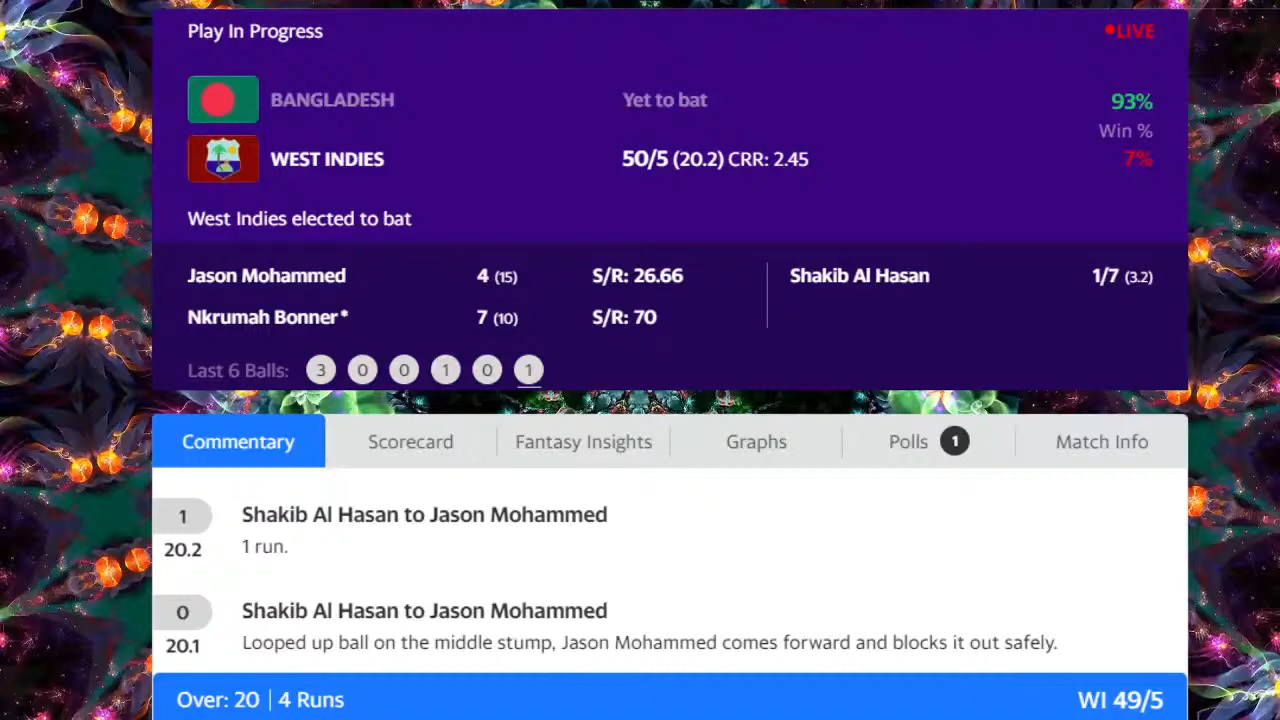 Play In Progress
LIVE
BANGLADESH Yet to bat 93%
Win %
WEST INDIES 50/5 (20.2) CRR: 2.45 7%
West Indies elected to bat
Jason Mohammed 4 (15) S/R: 26.66 Shakib Al Hasan 1/7 (3.2)
Nkrumah Bonner* 7 (10) S/R: 70
Last 6 Balls: 3 0 0 1 0 1
Commentary Scorecard Fantasy Insights Graphs Polls 1 Match Info
1 Shakib Al Hasan to Jason Mohammed
20.2 1 run.
0 Shakib Al Hasan to Jason Mohammed
20.1 Looped up ball on the middle stump, Jason Mohammed comes forward and blocks it out safely.
Over: 20 | 4 Runs WI 49/5